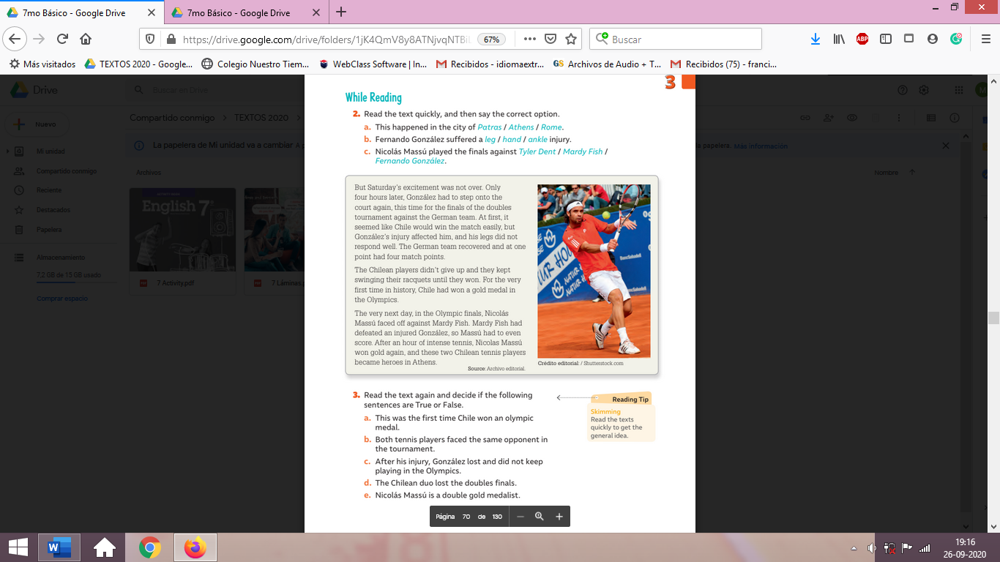 7mo Básico - Google Drive
7mo Básico - Google Drive
https://drive.google.com/drive/folders/1jK4QmV8y8ATNjvqNTBi
67%
Buscar
Más visitados
TEXTOS 2020 - Google...
Colegio Nuestro Tiem...
WebClass Software | In...
Recibidos - idiomaextr...
Archivos de Audio + T...
Recibidos (75) - franci...
Drive
Buscar en Drive
Nuevo
Compartido conmigo
TEXTOS 2020
Mi unidad
Compartido conmigo
Reciente
Destacados
Papelera
Almacenamiento
7,2 GB de 15 GB usado
Comprar espacio
La papelera de Mi unidad va a cambiar
papelera. Más información
Archivos
Nombre
English 7°
7 Activity.pdf
7 Láminas.p
3
While Reading
2. Read the text quickly, and then say the correct option.
a. This happened in the city of Patras / Athens / Rome.
b. Fernando González suffered a leg / hand / ankle injury.
c. Nicolás Massú played the finals against Tyler Dent / Mardy Fish /
Fernando González.
But Saturday's excitement was not over. Only
four hours later, González had to step onto the
court again, this time for the finals of the doubles
tournament against the German team. At first, it
seemed like Chile would win the match easily, but
González's injury affected him, and his legs did not
respond well. The German team recovered and at one
point had four match points.
The Chilean players didn't give up and they kept
swinging their racquets until they won. For the very
first time in history, Chile had won a gold medal in
the Olympics.
The very next day, in the Olympic finals, Nicolás
Massú faced off against Mardy Fish. Mardy Fish had
defeated an injured González, so Massú had to even
score. After an hour of intense tennis, Nicolas Massú
won gold again, and these two Chilean tennis players
became heroes in Athens.
Source: Archivo editorial.
Crédito editorial: / Shutterstock.com
3. Read the text again and decide if the following
sentences are True or False.
a. This was the first time Chile won an olympic
medal.
b. Both tennis players faced the same opponent in
the tournament.
c. After his injury, González lost and did not keep
playing in the Olympics.
d. The Chilean duo lost the doubles finals.
e. Nicolás Massú is a double gold medalist.
Reading Tip
Skimming
Read the texts
quickly to get the
general idea.
Página 70 de 130
19:16
26-09-2020